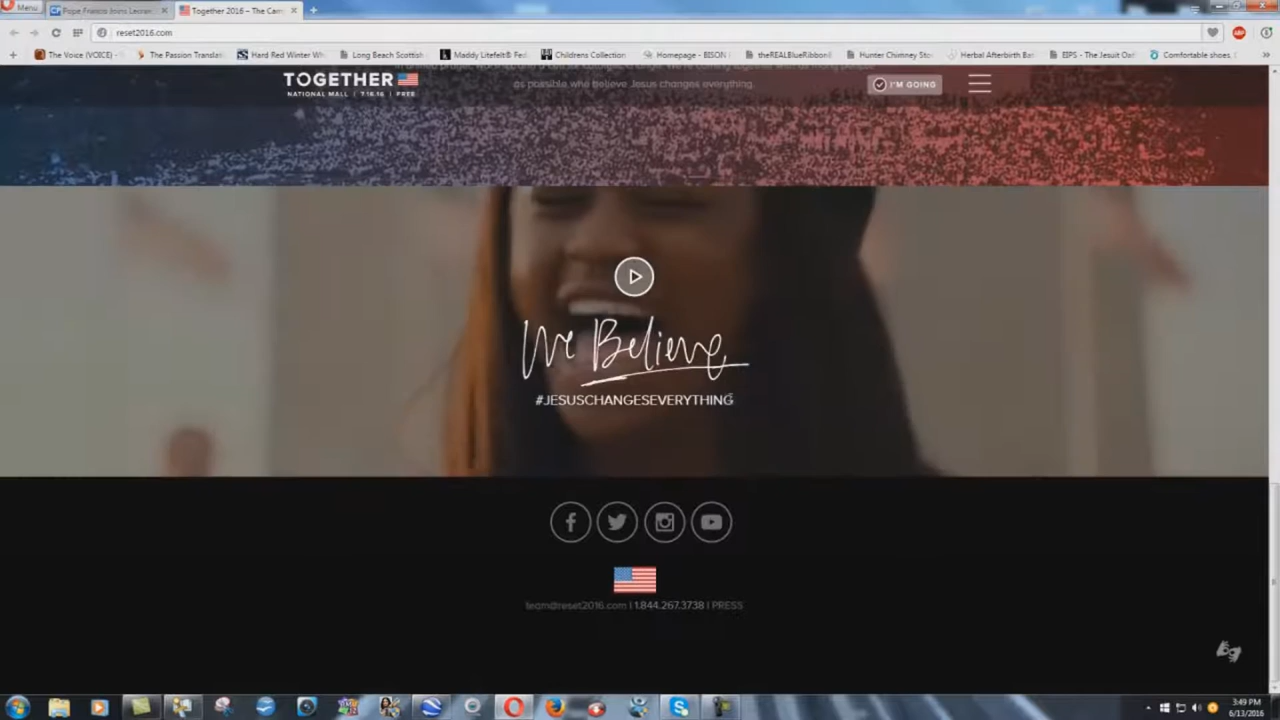 Menu
Pope Francis Joins Lecrae
Together 2016 – The Cam
reset2016.com
The Voice (VOICE) -
The Passion Translati
Hard Red Winter Wh
Long Beach Scottish
Maddy Litefelt® Fed
Childrens Collection
Homepage - BISON
theREALBlueRibbon
Hunter Chimney Sto
Herbal Afterbirth Ba
EIPS - The Jesuit Oat
Comfortable shoes,
TOGETHER
NATIONAL MALL | 7.16.16 | FREE
as possible who believe Jesus changes everything.
I'M GOING
We Believe
#JESUSCHANGESEVERYTHING
team@reset2016.com | 1.844.267.3738 | PRESS
3:49 PM
6/13/2016